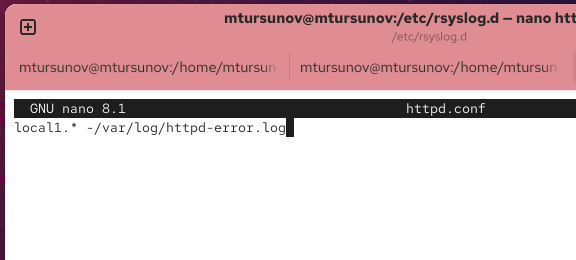 mtursunov@mtursunov:/etc/rsyslog.d — nano htt
/etc/rsyslog.d
mtursunov@mtursunov:/home/mtursun
mtursunov@mtursunov:/home/mtursun
GNU nano 8.1 httpd.conf
local1.* -/var/log/httpd-error.log